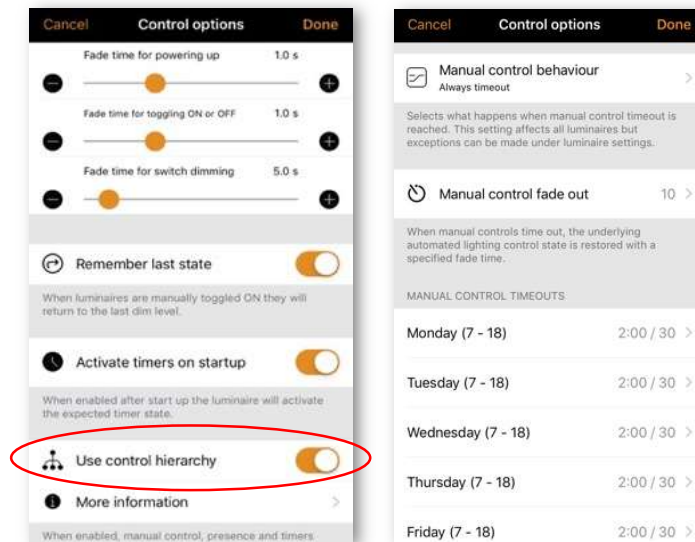 Cancel Control options Done
Fade time for powering up 1.0 s
Fade time for toggling ON or OFF 1.0 s
Fade time for switch dimming 5.0 s
Remember last state
When luminaires are manually toggled ON they will
return to the last dim level.
Activate timers on startup
When enabled after start up the luminaire will activate
the expected timer state.
Use control hierarchy
More information
When enabled, manual control, presence and timers
Cancel Control options Done
Manual control behaviour
Always timeout
Selects what happens when manual control timeout is
reached. This setting affects all luminaires but
exceptions can be made under luminaire settings.
Manual control fade out 10
When manual controls time out, the underlying
automated lighting control state is restored with a
specified fade time.
MANUAL CONTROL TIMEOUTS
Monday (7 - 18) 2:00 / 30
Tuesday (7 - 18) 2:00 / 30
Wednesday (7 - 18) 2:00 / 30
Thursday (7 - 18) 2:00 / 30
Friday (7 - 18) 2:00 / 30